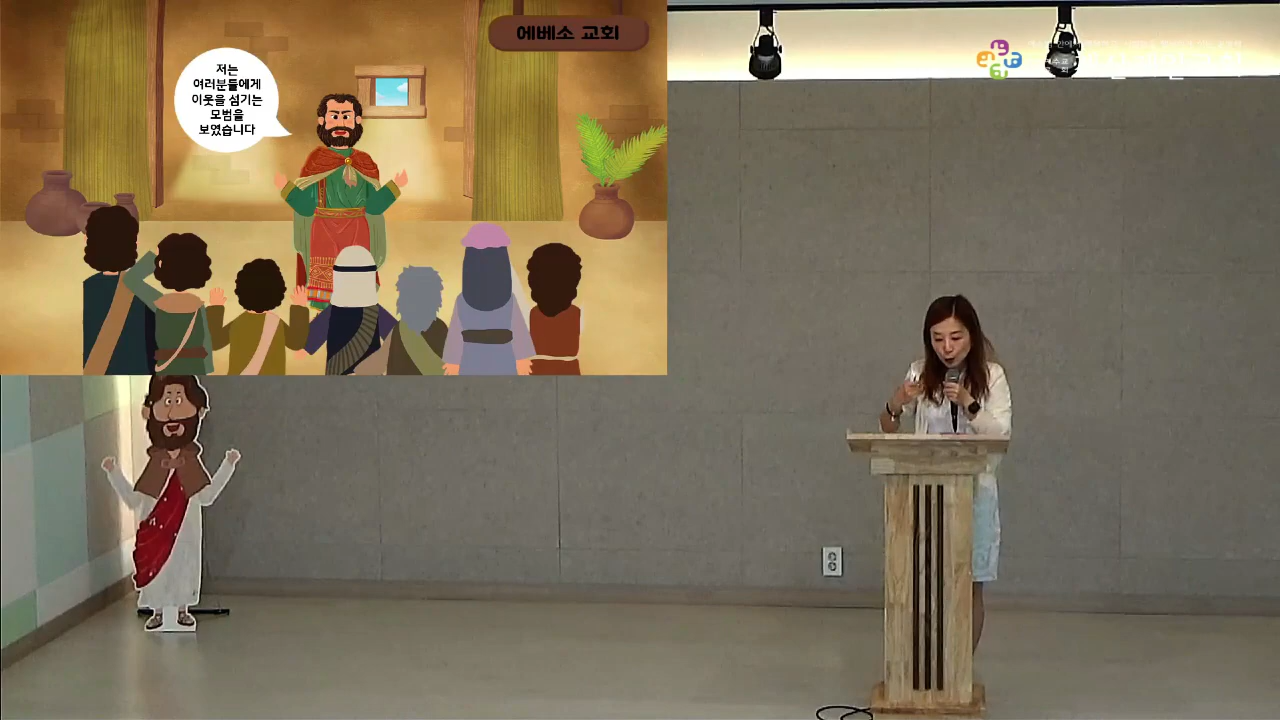 에베소 교회
저는
여러분들에게
이웃을 섬기는
모범을
보였습니다